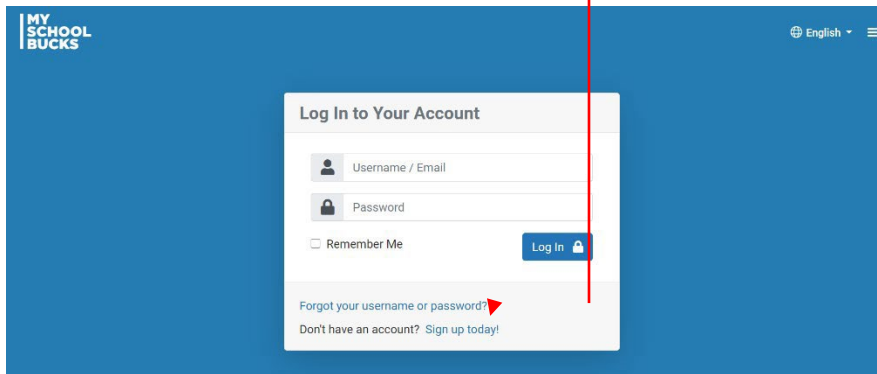 MY
SCHOOL
BUCKS
English
Log In to Your Account
Username / Email
Password
Remember Me
Log In
Forgot your username or password?
Don't have an account? Sign up today!